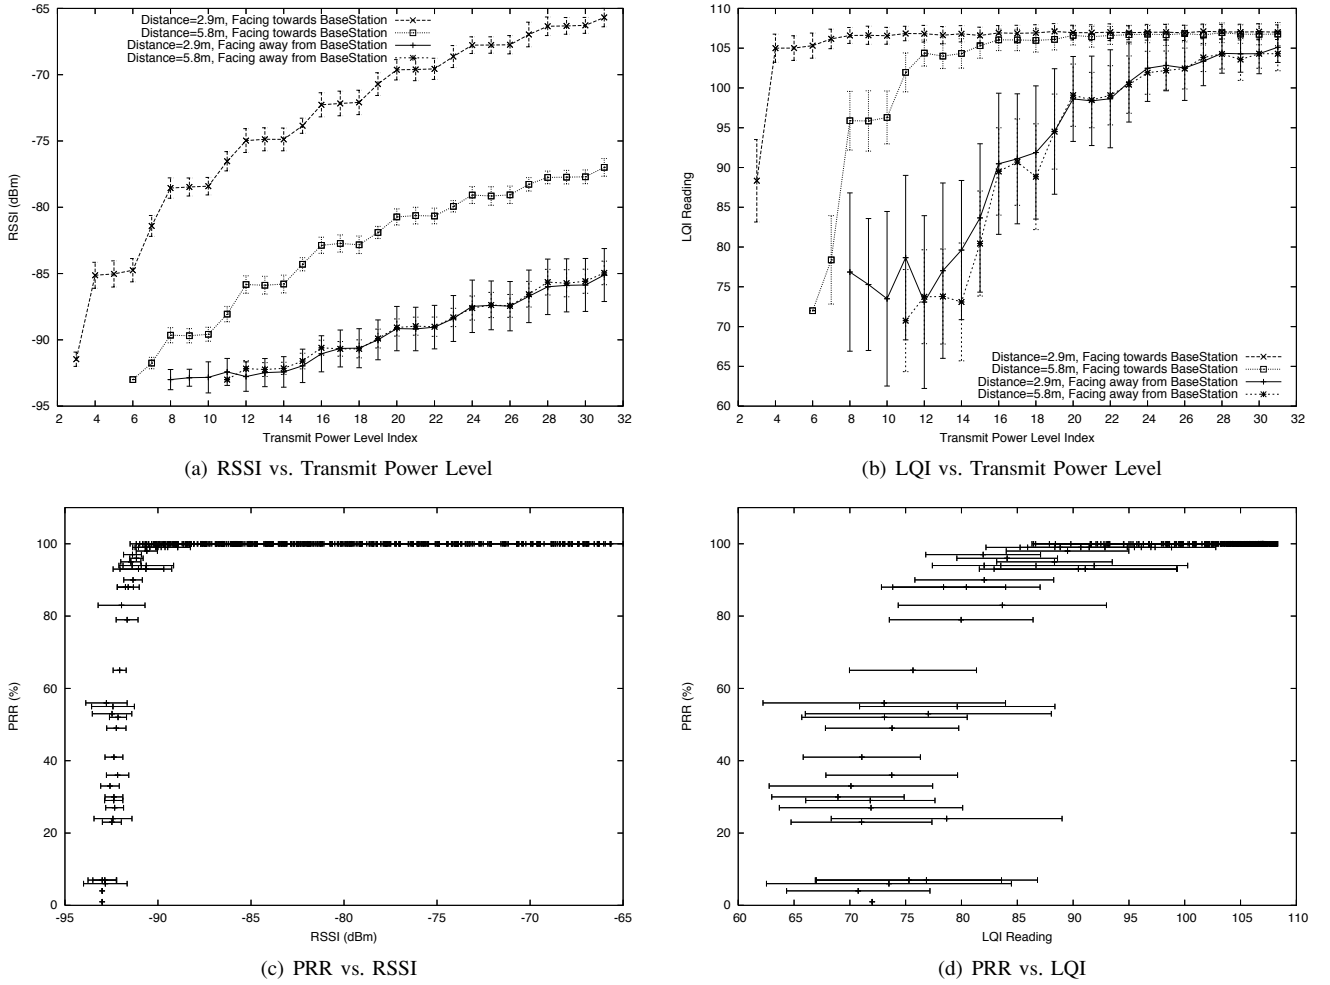 -65
-70
-75
-80
-85
-90
-95
RSSI (dBm)
Distance=2.9m, Facing towards BaseStation
Distance=5.8m, Facing towards BaseStation
Distance=2.9m, Facing away from BaseStation
Distance=5.8m, Facing away from BaseStation
2 4 6 8 10 12 14 16 18 20 22 24 26 28 30 32
Transmit Power Level Index
(a) RSSI vs. Transmit Power Level
110
105
100
95
90
85
80
75
70
65
60
LQI Reading
Distance=2.9m, Facing towards BaseStation
Distance=5.8m, Facing towards BaseStation
Distance=2.9m, Facing away from BaseStation
Distance=5.8m, Facing away from BaseStation
2 4 6 8 10 12 14 16 18 20 22 24 26 28 30 32
Transmit Power Level Index
(b) LQI vs. Transmit Power Level
100
80
60
40
20
0
PRR (%)
-95 -90 -85 -80 -75 -70 -65
RSSI (dBm)
(c) PRR vs. RSSI
100
80
60
40
20
0
PRR (%)
60 65 70 75 80 85 90 95 100 105 110
LQI Reading
(d) PRR vs. LQI